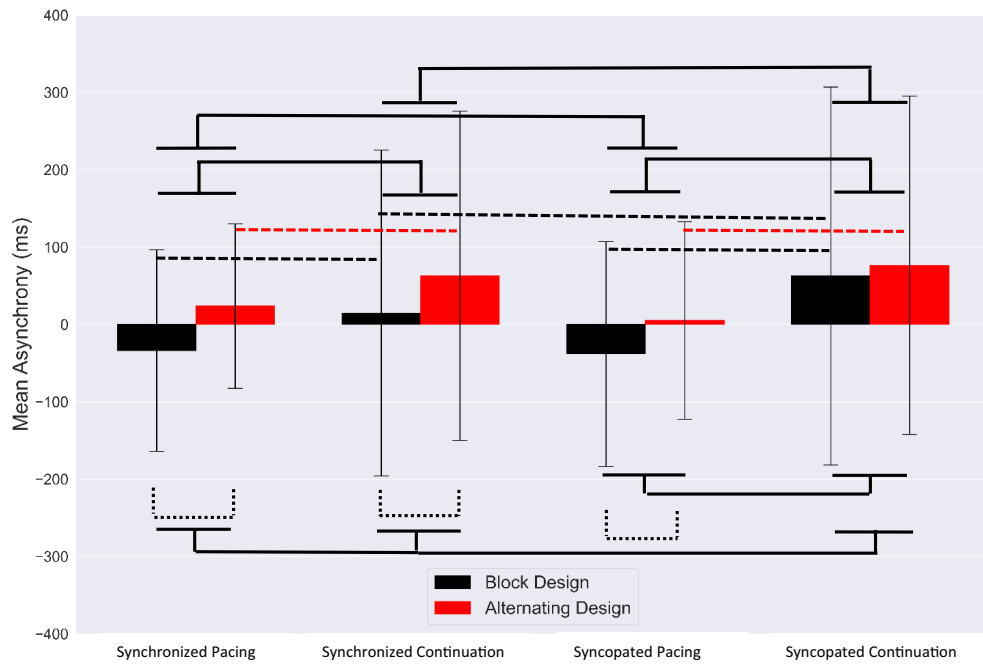 400
300
200
100
0
−100
−200
−300
−400
Mean Asynchrony (ms)
Block Design
Alternating Design
Synchronized Pacing Synchronized Continuation Syncopated Pacing Syncopated Continuation